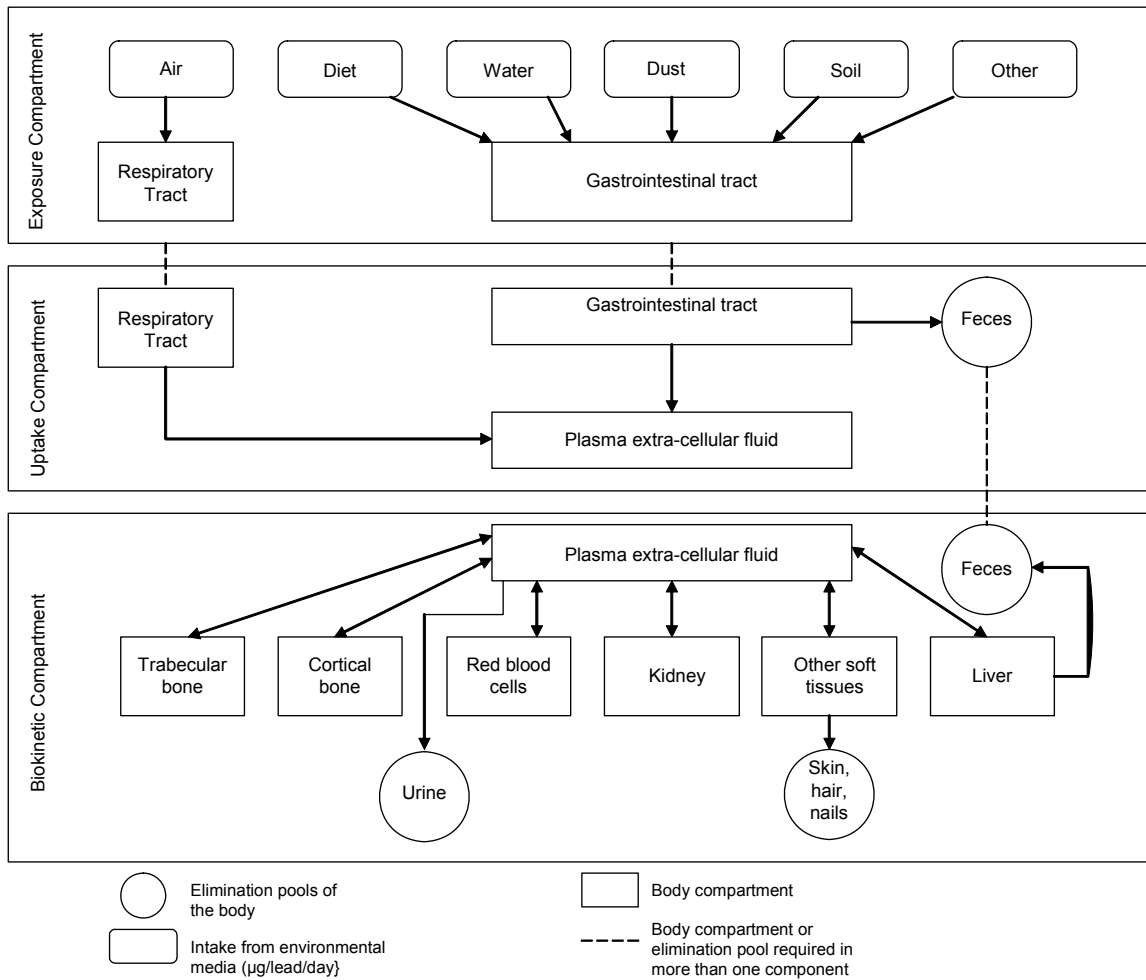 Exposure Compartment
Air
Diet
Water
Dust
Soil
Other
Respiratory
Tract
Gastrointestinal tract
Uptake Compartment
Respiratory
Tract
Gastrointestinal tract
Feces
Plasma extra-cellular fluid
Biokinetic Compartment
Plasma extra-cellular fluid
Feces
Trabecular
bone
Cortical
bone
Red blood
cells
Kidney
Other soft
tissues
Liver
Urine
Skin,
hair,
nails
Elimination pools of
the body
Body compartment
Intake from environmental
media (µg/lead/day}
Body compartment or
elimination pool required in
more than one component